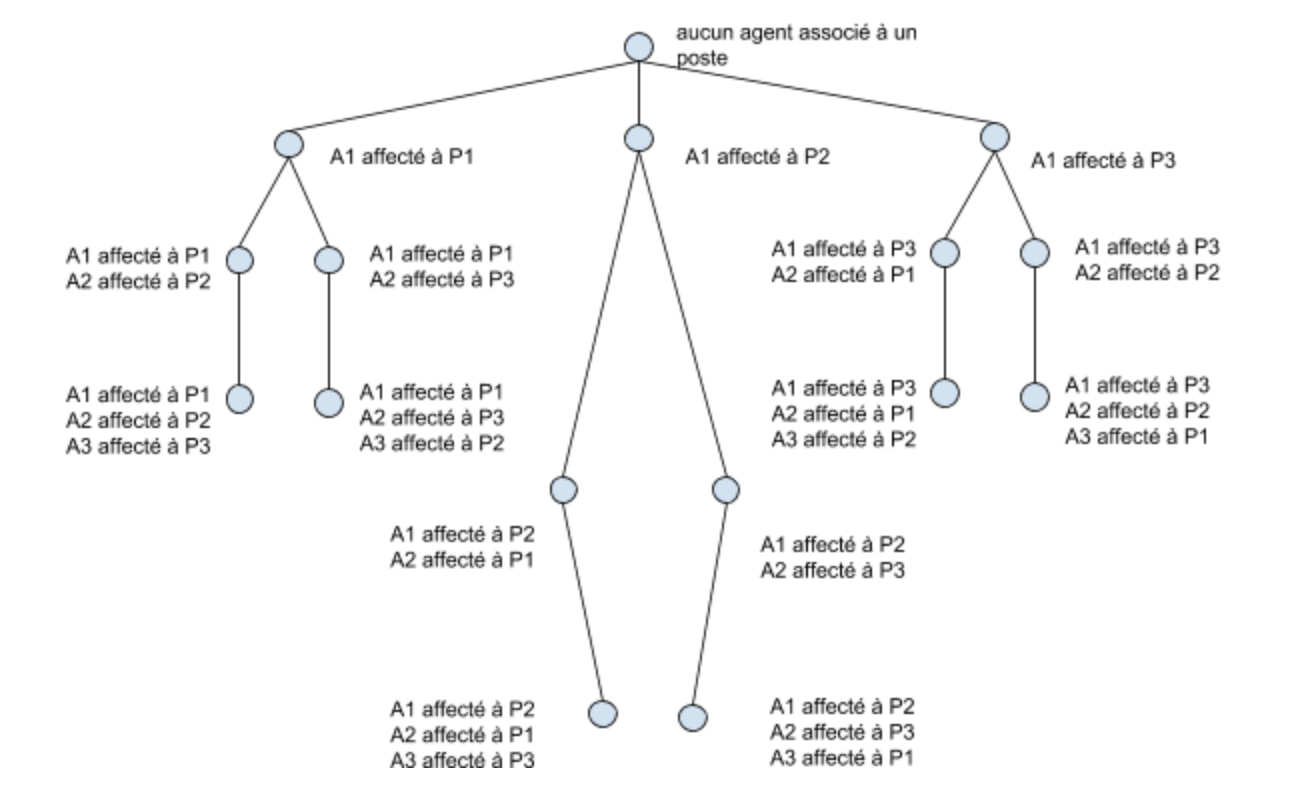 aucun agent associé à un
poste
A1 affecté à P1
A1 affecté à P2
A1 affecté à P3
A1 affecté à P1
A2 affecté à P2
A1 affecté à P1
A2 affecté à P3
A1 affecté à P3
A2 affecté à P1
A1 affecté à P3
A2 affecté à P2
A1 affecté à P1
A2 affecté à P2
A3 affecté à P3
A1 affecté à P1
A2 affecté à P3
A3 affecté à P2
A1 affecté à P3
A2 affecté à P1
A3 affecté à P2
A1 affecté à P3
A2 affecté à P2
A3 affecté à P1
A1 affecté à P2
A2 affecté à P1
A1 affecté à P2
A2 affecté à P3
A1 affecté à P2
A2 affecté à P1
A3 affecté à P3
A1 affecté à P2
A2 affecté à P3
A3 affecté à P1